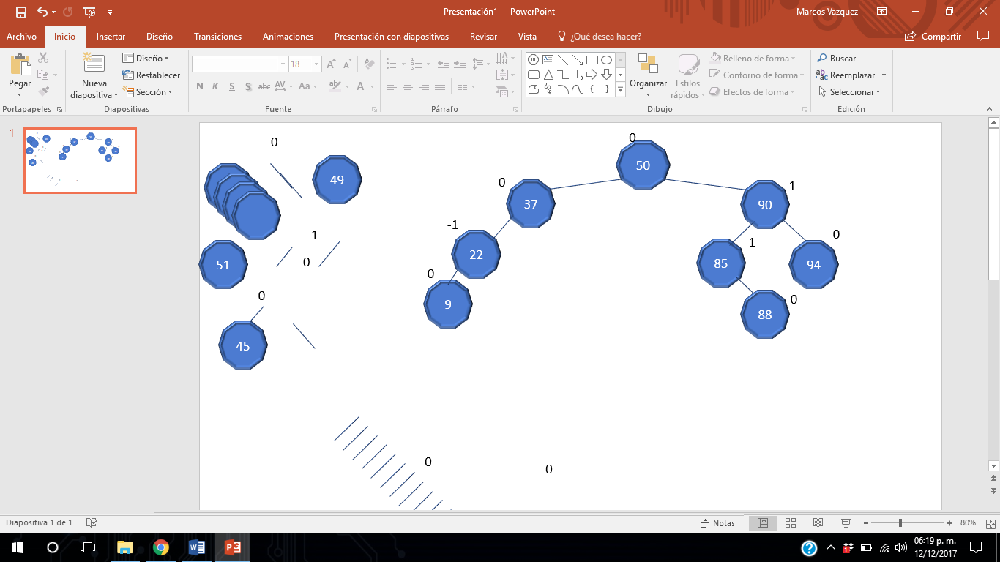 Presentación1 - PowerPoint
Marcos Vazquez
Archivo Inicio Insertar Diseño Transiciones Animaciones Presentación con diapositivas Revisar Vista ¿Qué desea hacer? Compartir
Pegar
Portapapeles
Nueva diapositiva
Diseño
Restablecer
Sección
Diapositivas
18
N K S S abc AV Aa A
Fuente
Párrafo
Organizar
Estilos rápidos
Relleno de forma
Contorno de forma
Efectos de forma
Dibujo
Buscar
Reemplazar
Seleccionar
Edición
1
0
49
-1
0
51
0
45
0
50
0
37
-1
90
-1
22
1
0
85
94
0
9
0
88
0
0
Diapositiva 1 de 1
Notas
80%
06:19 p. m.
12/12/2017